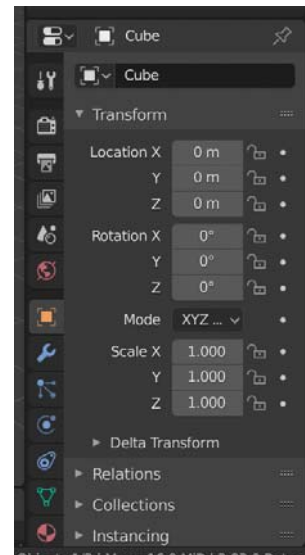 Cube
Cube
Transform
Location X 0 m
Y 0 m
Z 0 m
Rotation X 0°
Y 0°
Z 0°
Mode XYZ ...
Scale X 1.000
Y 1.000
Z 1.000
Delta Transform
Relations
Collections
Instancing